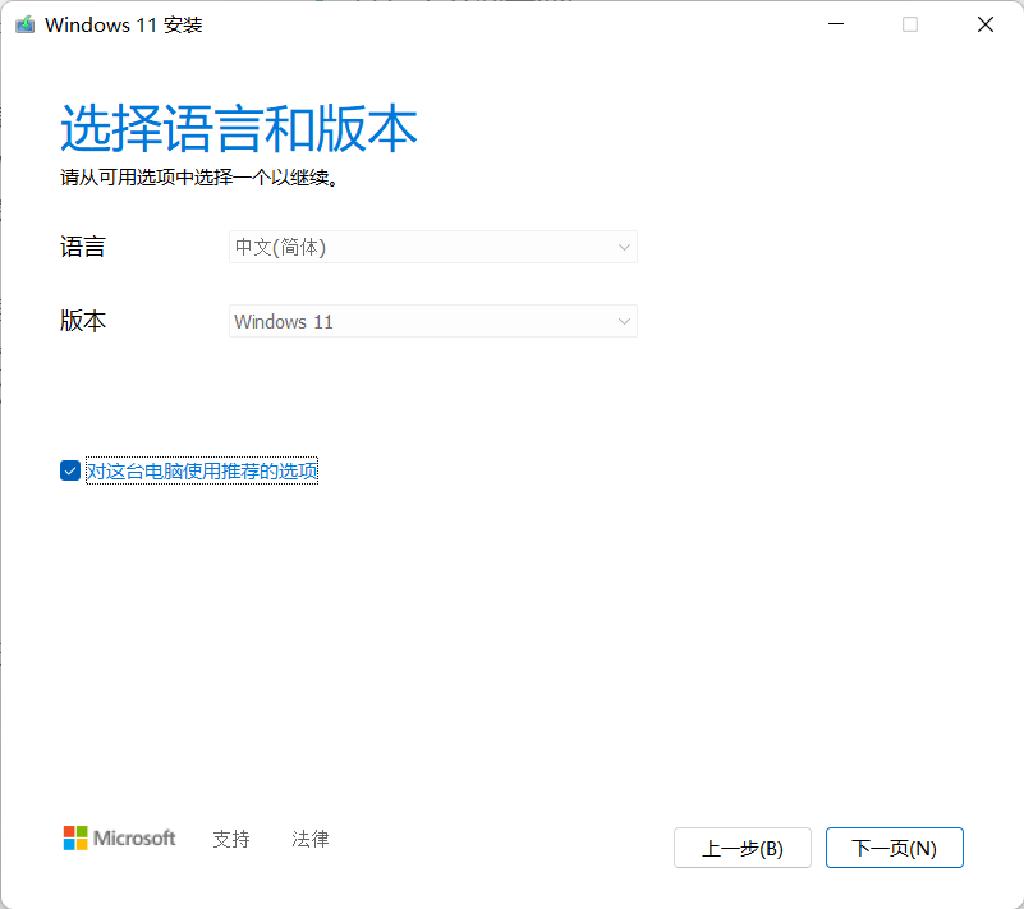 Windows 11 安装
选择语言和版本
请从可用选项中选择一个以继续。
语言
中文(简体)
版本
Windows 11
对这台电脑使用推荐的选项
Microsoft
支持
法律
上一步(B)
下一页(N)